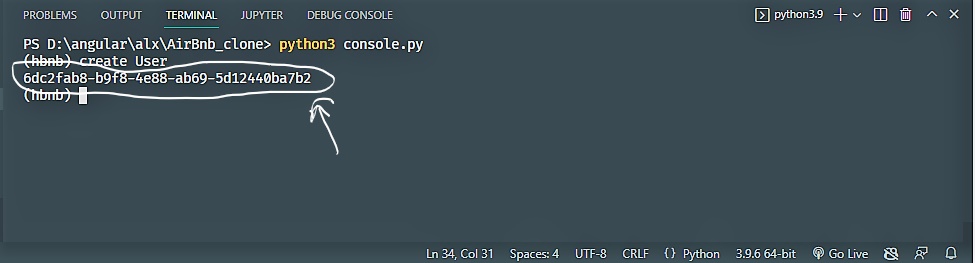 PROBLEMS OUTPUT TERMINAL JUPYTER DEBUG CONSOLE python3.9
PS D:\angular\alx\AirBnb_clone> python3 console.py
(hbnb) create User
6dc2fab8-b9f8-4e88-ab69-5d12440ba7b2
(hbnb)
Ln 34, Col 31 Spaces: 4 UTF-8 CRLF {} Python 3.9.6 64-bit Go Live